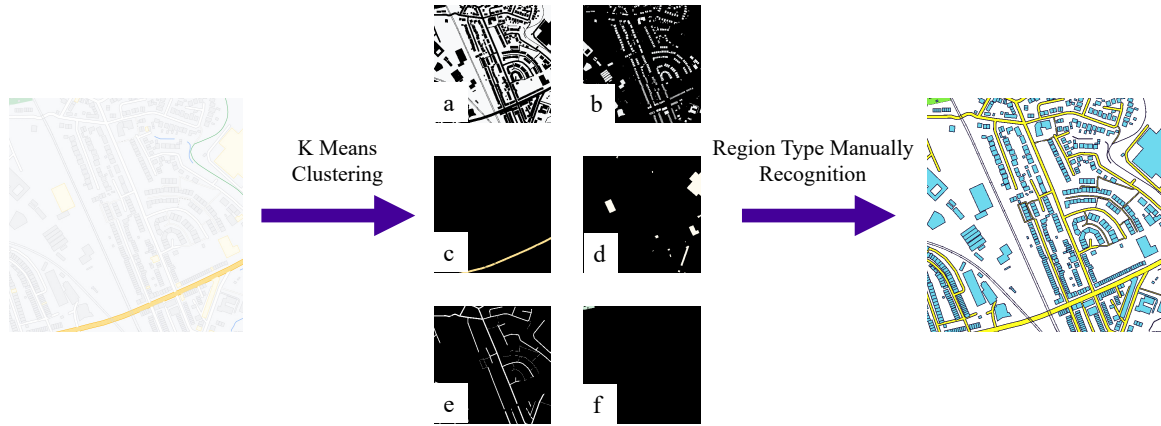 a
b
K Means
Clustering
Region Type Manually
Recognition
c
d
e
f